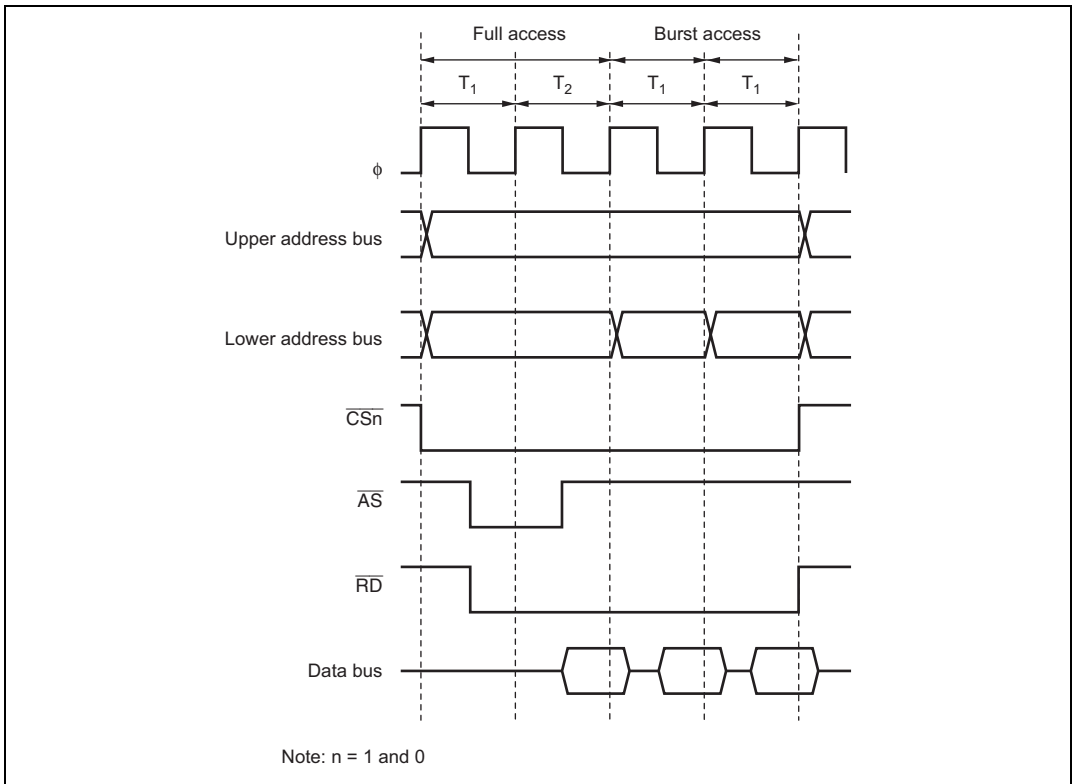 Full access Burst access
T1 T2 T1 T1
φ
Upper address bus
Lower address bus
CSn
AS
RD
Data bus
Note: n = 1 and 0